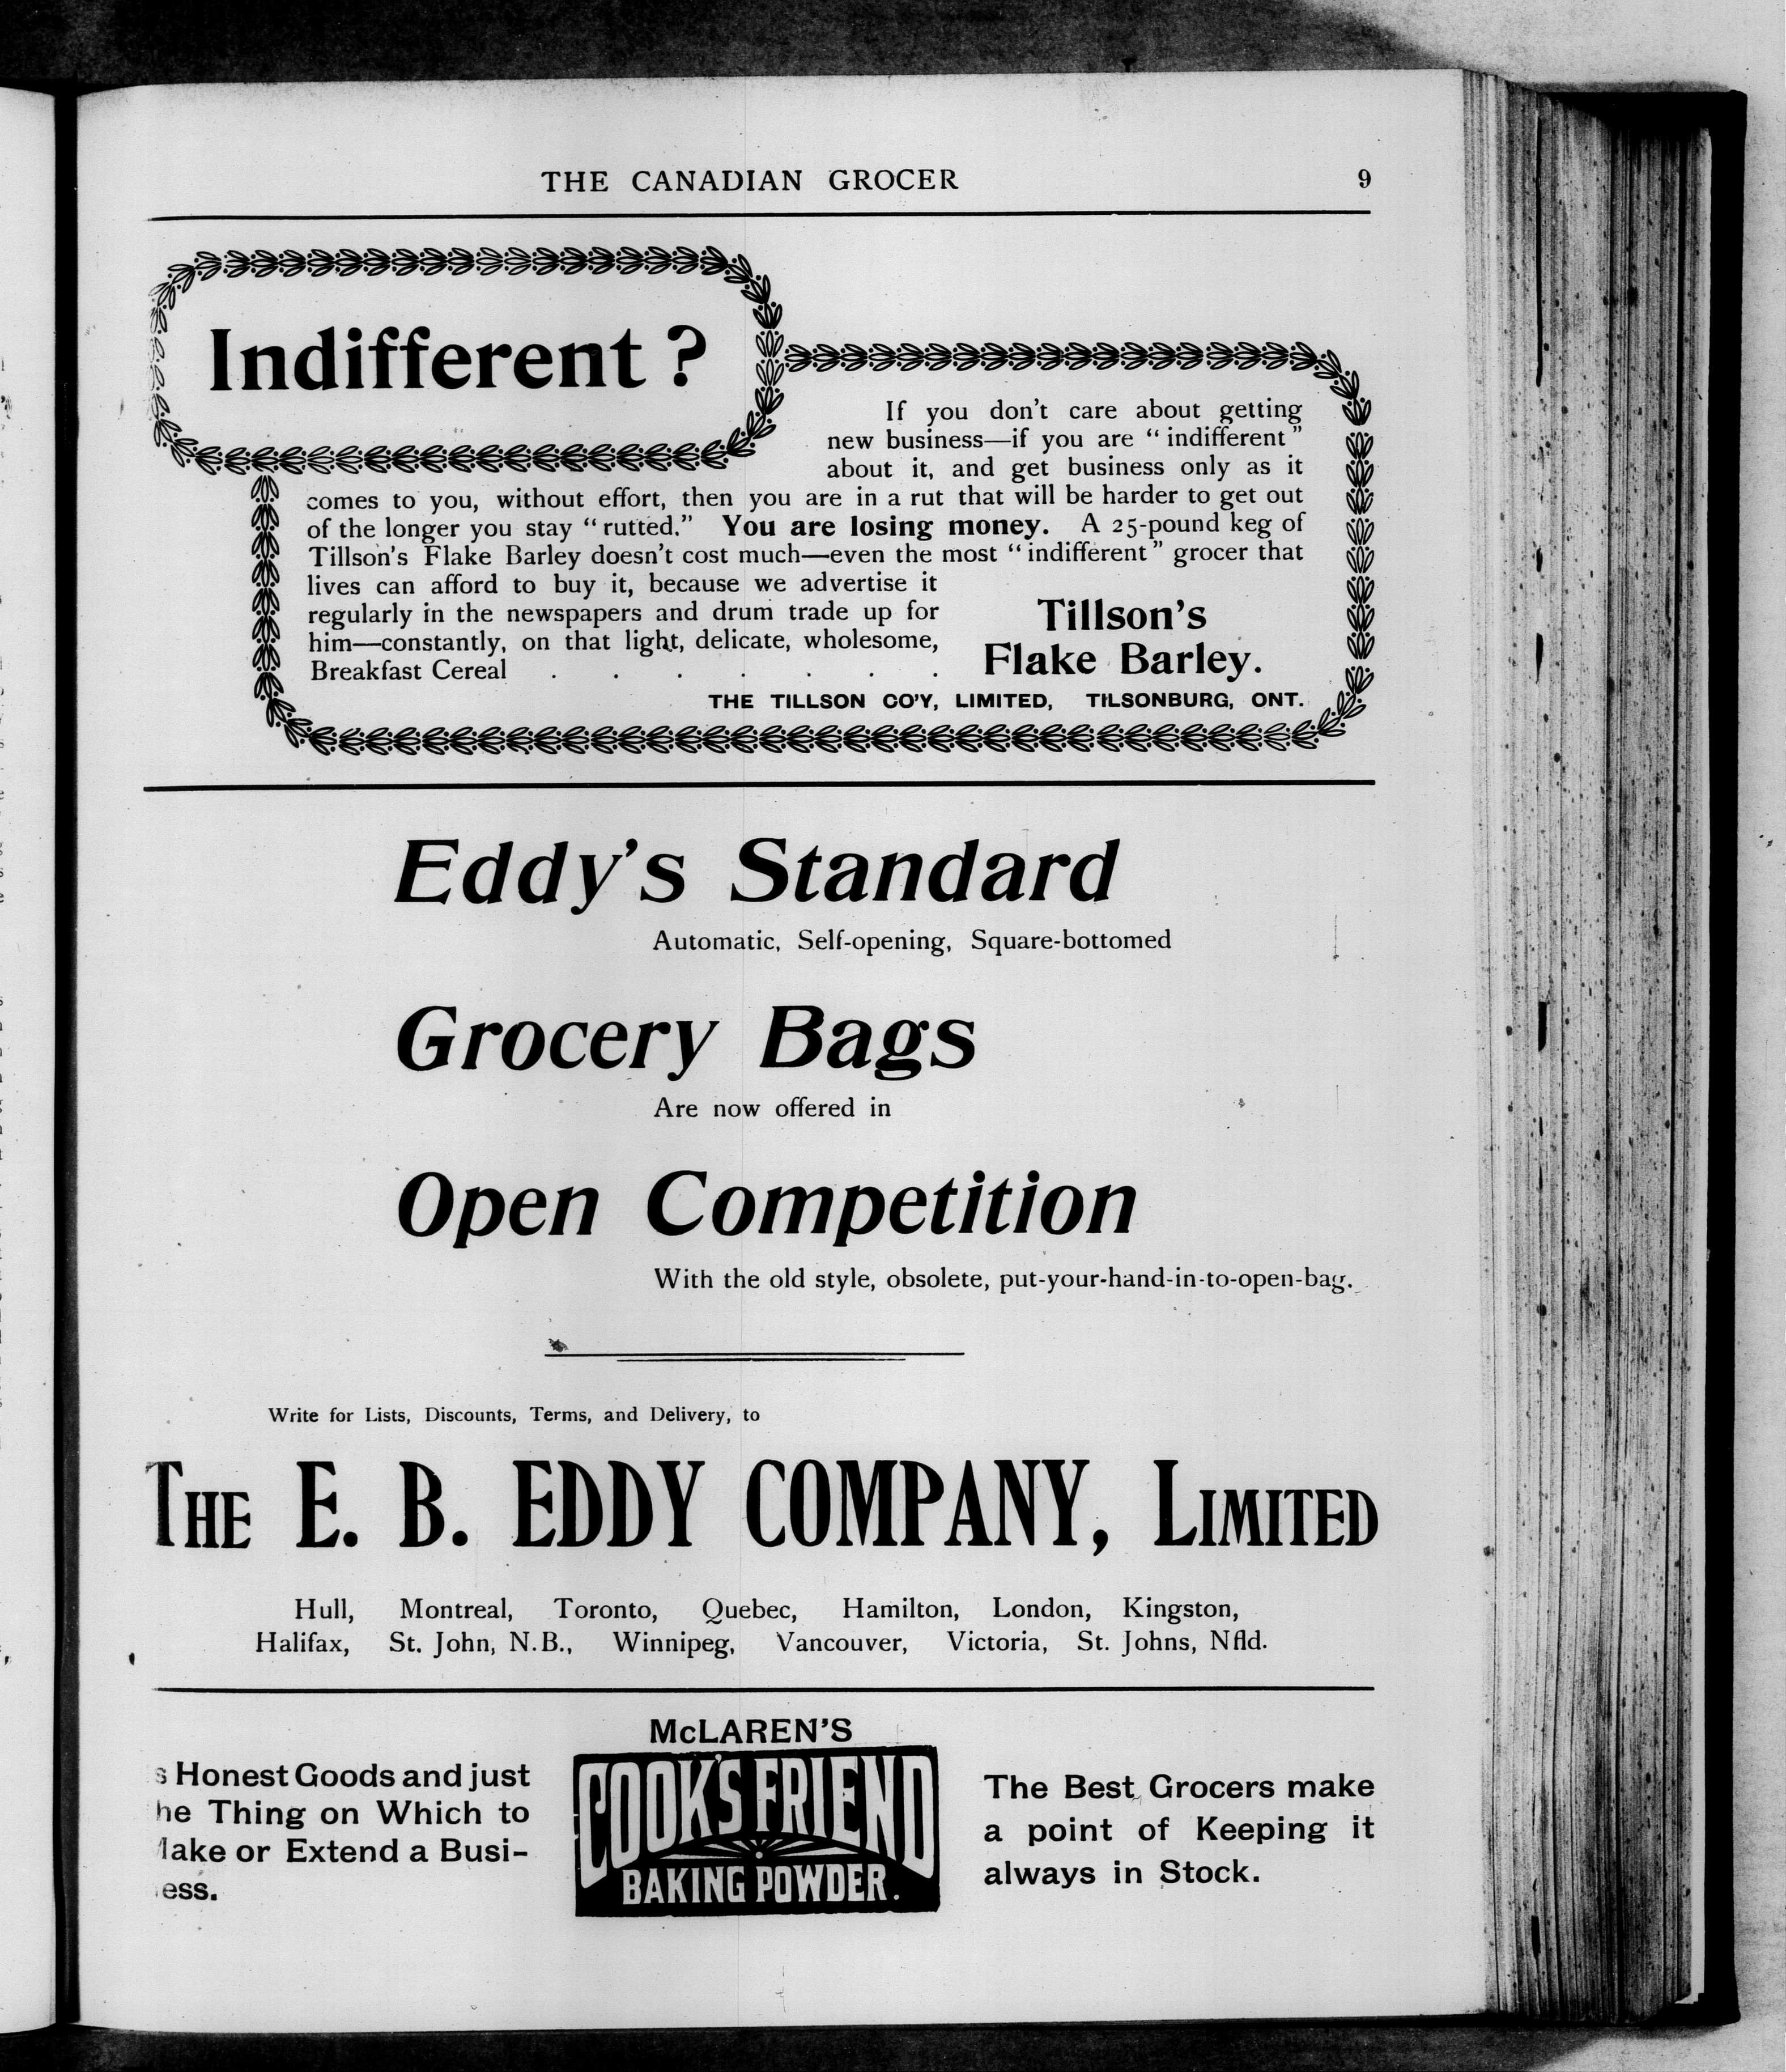 THE CANADIAN GROCER 9
Indifferent ?
If you don't care about getting
new business—if you are "indifferent"
about it, and get business only as it
comes to you, without effort, then you are in a rut that will be harder to get out
of the longer you stay "rutted." You are losing money. A 25-pound keg of
Tillson's Flake Barley doesn't cost much—even the most "indifferent" grocer that
lives can afford to buy it, because we advertise it
regularly in the newspapers and drum trade up for
him—constantly, on that light, delicate, wholesome,
Breakfast Cereal . . . . . . .
Tillson's
Flake Barley.
THE TILLSON CO'Y, LIMITED, TILSONBURG, ONT.
Eddy's Standard
Automatic, Self-opening, Square-bottomed
Grocery Bags
Are now offered in
Open Competition
With the old style, obsolete, put-your-hand-in-to-open-bag.
Write for Lists, Discounts, Terms, and Delivery, to
THE E. B. EDDY COMPANY, LIMITED
Hull, Montreal, Toronto, Quebec, Hamilton, London, Kingston,
Halifax, St. John, N.B., Winnipeg, Vancouver, Victoria, St. Johns, Nfld.
s Honest Goods and just
he Thing on Which to
ake or Extend a Busi-
ess.
McLAREN'S
COOK'S FRIEND
BAKING POWDER.
The Best Grocers make
a point of Keeping it
always in Stock.